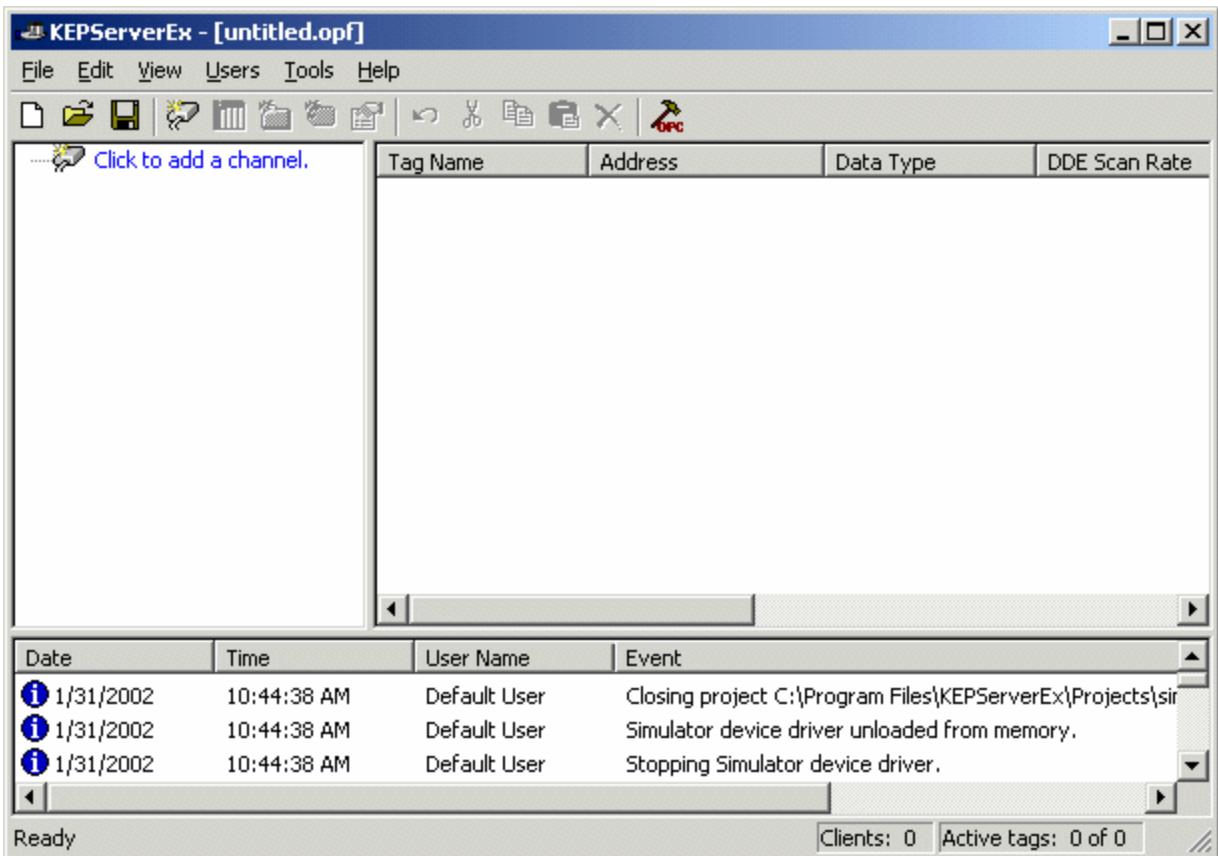 KEPServerEx - [untitled.opf]
File Edit View Users Tools Help
OPC
Click to add a channel.
Tag Name Address Data Type DDE Scan Rate
Date Time User Name Event
1/31/2002 10:44:38 AM Default User Closing project C:\Program Files\KEPServerEx\Projects\sir
1/31/2002 10:44:38 AM Default User Simulator device driver unloaded from memory.
1/31/2002 10:44:38 AM Default User Stopping Simulator device driver.
Ready Clients: 0 Active tags: 0 of 0